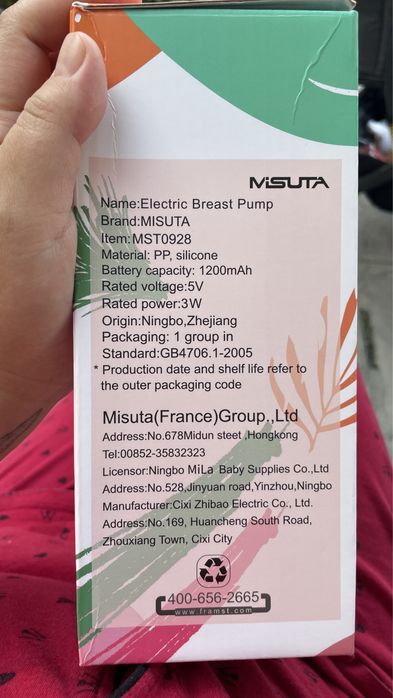 MISUTA
Name:Electric Breast Pump
Brand:MISUTA
Item:MST0928
Material: PP, silicone
Battery capacity: 1200mAh
Rated voltage:5V
Rated power:3W
Origin:Ningbo,Zhejiang
Packaging: 1 group in
Standard:GB4706.1-2005
* Production date and shelf life refer to
the outer packaging code
Misuta(France)Group.,Ltd
Address:No.678Midun steet ,Hongkong
Tel:00852-35832323
Licensor:Ningbo MiLa Baby Supplies Co.,Ltd
Address:No.528,Jinyuan road,Yinzhou,Ningbo
Manufacturer:Cixi Zhibao Electric Co., Ltd.
Address:No.169, Huancheng South Road,
Zhouxiang Town, Cixi City
400-656-2665
www.framst.com